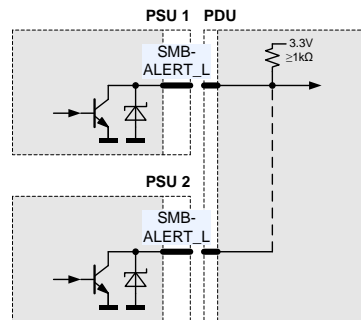 PSU 1 PDU
SMB-
ALERT_L
3.3V
≥1kΩ
PSU 2
SMB-
ALERT_L